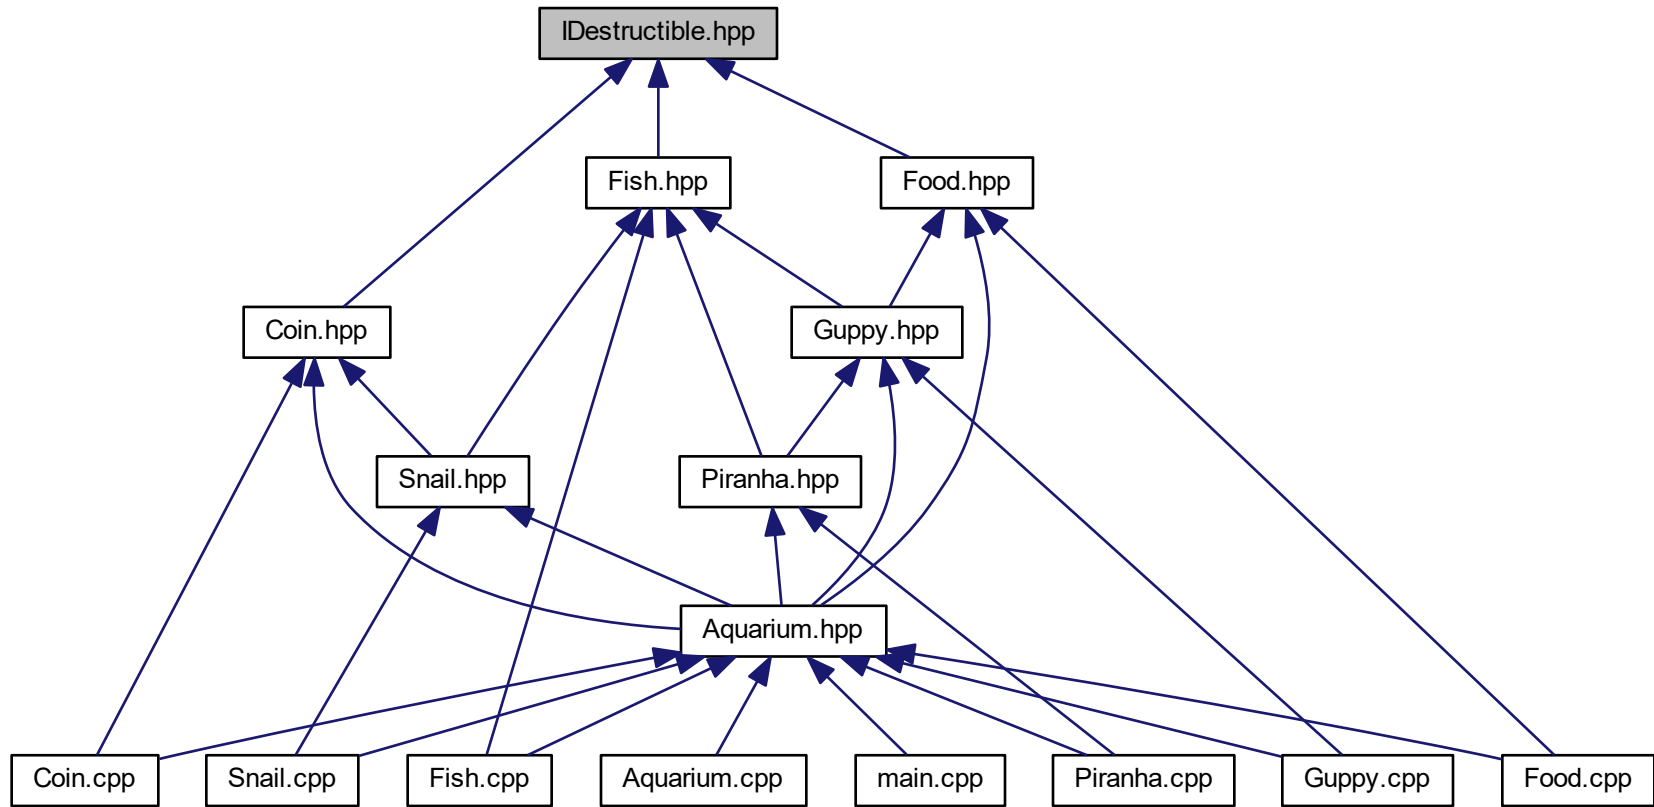 IDestructible.hpp
Fish.hpp
Food.hpp
Coin.hpp
Guppy.hpp
Snail.hpp
Piranha.hpp
Aquarium.hpp
Coin.cpp
Snail.cpp
Fish.cpp
Aquarium.cpp
main.cpp
Piranha.cpp
Guppy.cpp
Food.cpp